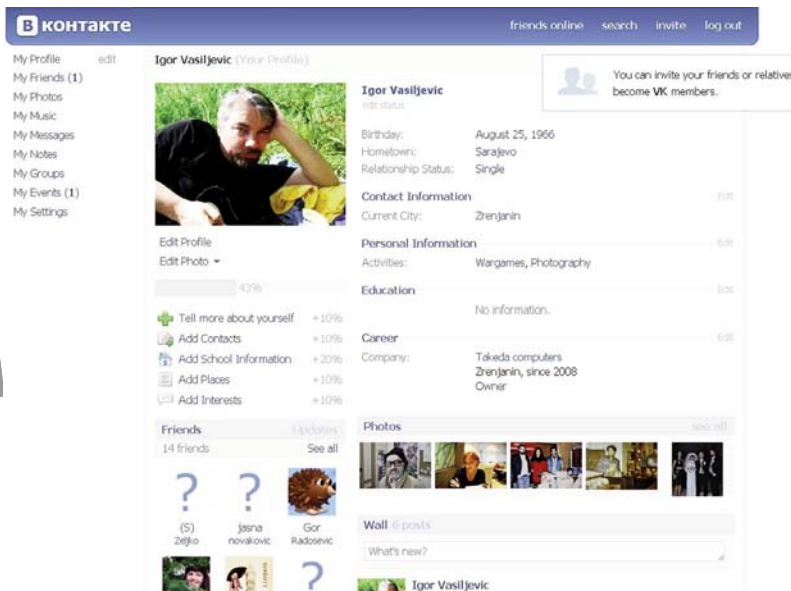 В контакте
friends online search invite log out
My Profile edit
My Friends (1)
My Photos
My Music
My Messages
My Notes
My Groups
My Events (1)
My Settings
Igor Vasiljevic (Your Profile)
You can invite your friends or relatives
become VK members.
Edit Profile
Edit Photo
43%
Tell more about yourself +10%
Add Contacts +10%
Add School Information +20%
Add Places +10%
Add Interests +10%
Friends Updates
14 friends See all
?
?
(S)
Zeljko
jasna
novakovic
Gor
Radosevic
?
Igor Vasiljevic
edit status
Birthday: August 25, 1966
Hometown: Sarajevo
Relationship Status: Single
Contact Information Edit
Current City: Zrenjanin
Personal Information Edit
Activities: Wargames, Photography
Education Edit
No information.
Career Edit
Company: Takeda computers
Zrenjanin, since 2008
Owner
Photos see all
Wall 6 posts
What's new?
Igor Vasiljevic